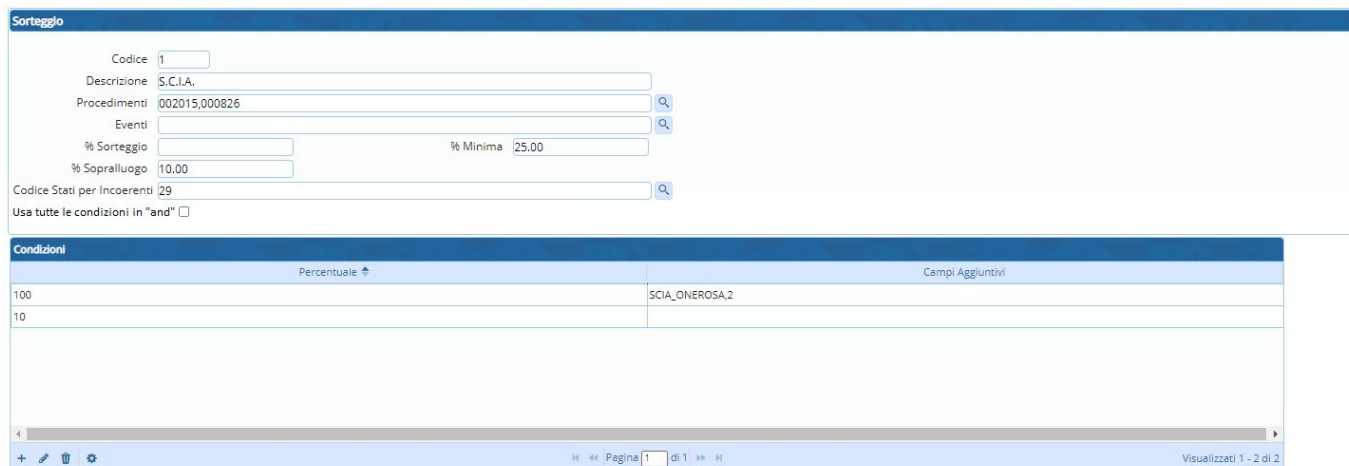 Sorteggio
Codice 1
Descrizione S.C.I.A.
Procedimenti 002015,000826
Eventi
% Sorteggio % Minima 25.00
% Sopralluogo 10.00
Codice Stati per Incoerenti 29
Usa tutte le condizioni in "and"
Condizioni
Percentuale Campi Aggiuntivi
100 SCIA_ONEROSA,2
10
Pagina 1 di 1 Visualizzati 1 - 2 di 2